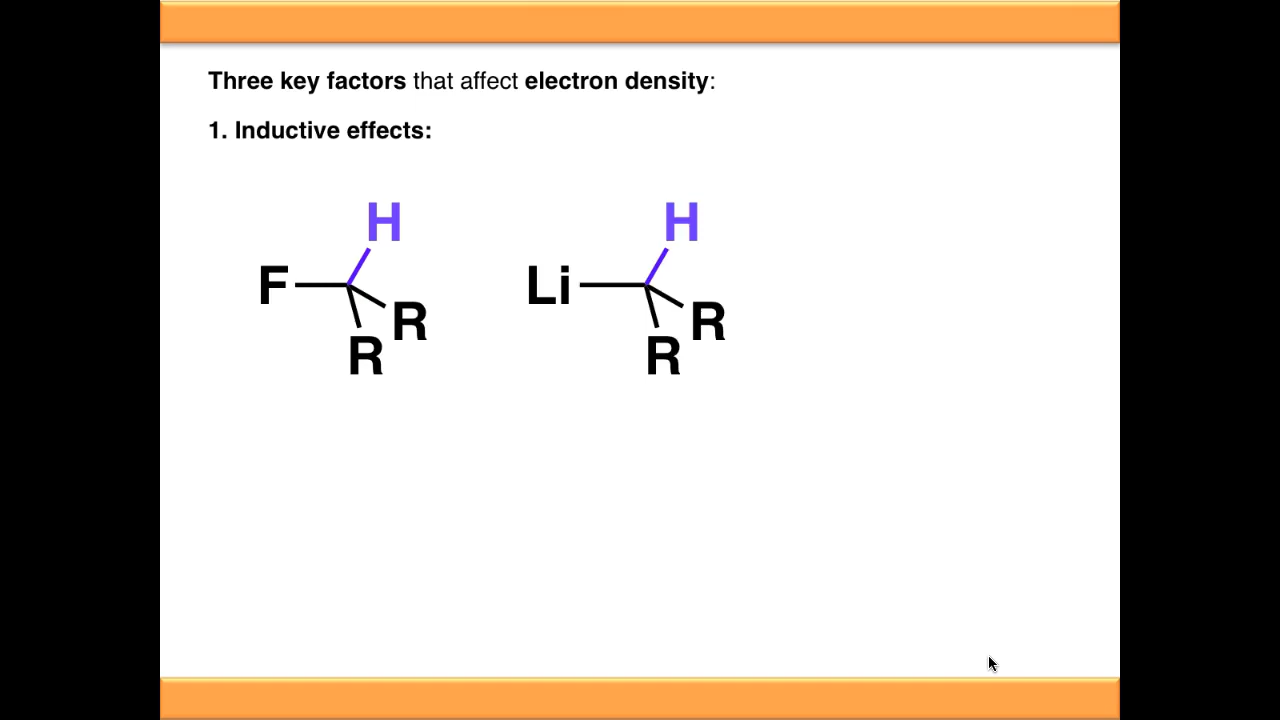 Three key factors that affect electron density:
1. Inductive effects:
H H
F R Li R
R R